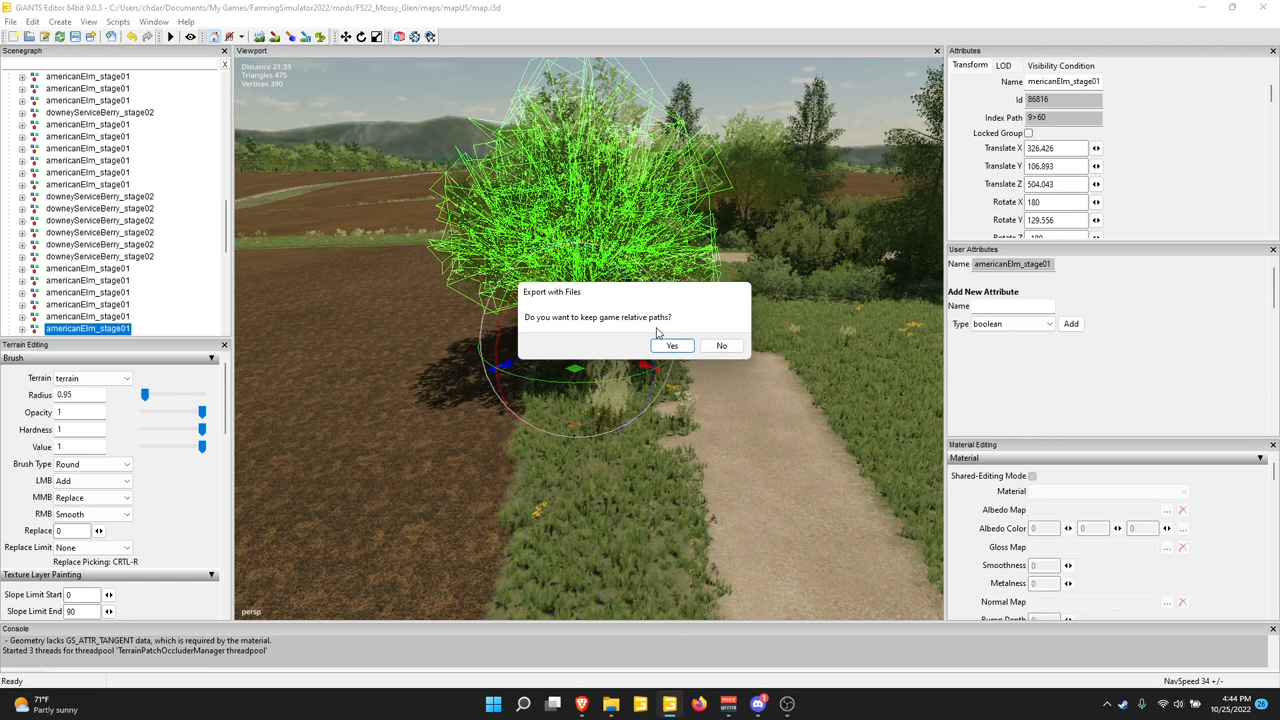 GIANTS Editor 64bit - C:/Users/chdar/Documents/My Games/FarmingSimulator2022/mods/FS22_Mossy_Glen/maps/mapUS/map.i3d
File Edit Create View Scripts Window Help
Scenegraph
X
americanElm_stage01
americanElm_stage01
americanElm_stage01
downeyServiceBerry_stage02
americanElm_stage01
americanElm_stage01
americanElm_stage01
americanElm_stage01
americanElm_stage01
americanElm_stage01
downeyServiceBerry_stage02
downeyServiceBerry_stage02
downeyServiceBerry_stage02
downeyServiceBerry_stage02
downeyServiceBerry_stage02
downeyServiceBerry_stage02
americanElm_stage01
americanElm_stage01
americanElm_stage01
americanElm_stage01
americanElm_stage01
americanElm_stage01
Terrain Editing
Brush
Terrain terrain
Radius 0.95
Opacity 1
Hardness 1
Value 1
Brush Type Round
LMB Add
MMB Replace
RMB Smooth
Replace 0
Replace Limit None
Replace Picking: CRTL-R
Texture Layer Painting
Slope Limit Start 0
Slope Limit End 90
Viewport
Distance 21.33
Triangles 475
Vertices 390
persp
Export with Files
Do you want to keep game relative paths?
Yes No
Attributes
Transform LOD Visibility Condition
Name mericanElm_stage01
Id 86816
Index Path 9>60
Locked Group
Translate X 326.426
Translate Y 106.893
Translate Z 504.043
Rotate X 180
Rotate Y 129.556
Rotate Z -180
User Attributes
Name americanElm_stage01
Add New Attribute
Name
Type boolean Add
Material Editing
Material
Shared-Editing Mode
Material
Albedo Map ...
Albedo Color 0 0 0 ...
Gloss Map ...
Smoothness 0
Metalness 0
Normal Map ...
Bump Depth 0
Console
- Geometry lacks GS_ATTR_TANGENT data, which is required by the material.
Started 3 threads for threadpool 'TerrainPatchOccluderManager threadpool'
Ready
NavSpeed 34 +/-
71°F
Partly sunny
4:44 PM
10/25/2022
26